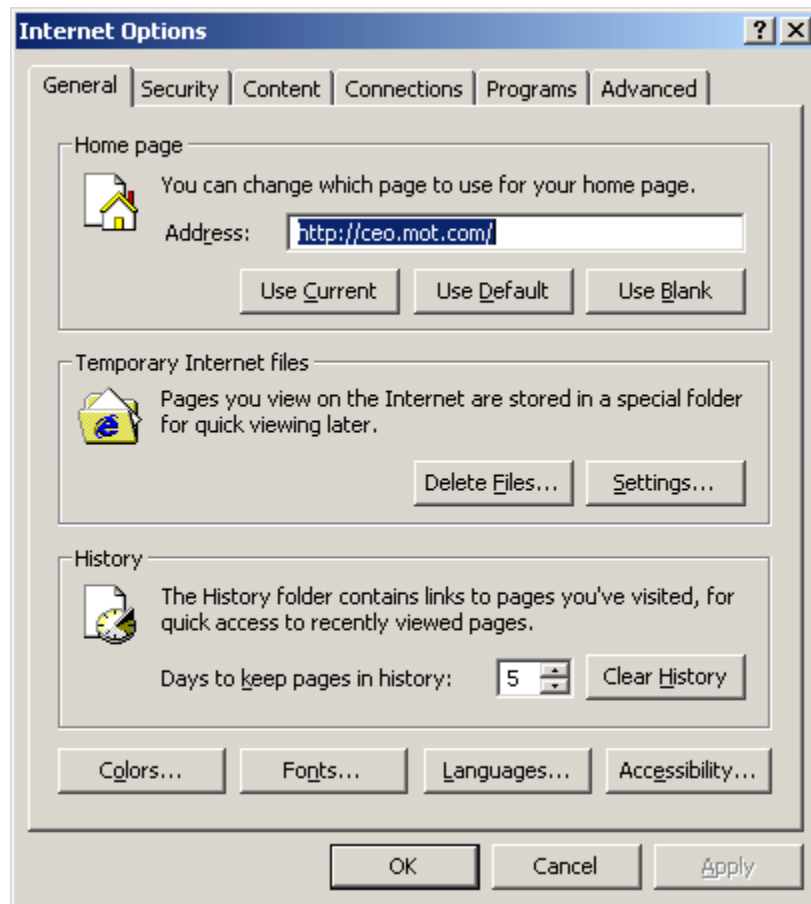 Internet Options
General Security Content Connections Programs Advanced
Home page
You can change which page to use for your home page.
Address: http://ceo.mot.com/
Use Current Use Default Use Blank
Temporary Internet files
Pages you view on the Internet are stored in a special folder
for quick viewing later.
Delete Files... Settings...
History
The History folder contains links to pages you've visited, for
quick access to recently viewed pages.
Days to keep pages in history: 5 Clear History
Colors... Fonts... Languages... Accessibility...
OK Cancel Apply